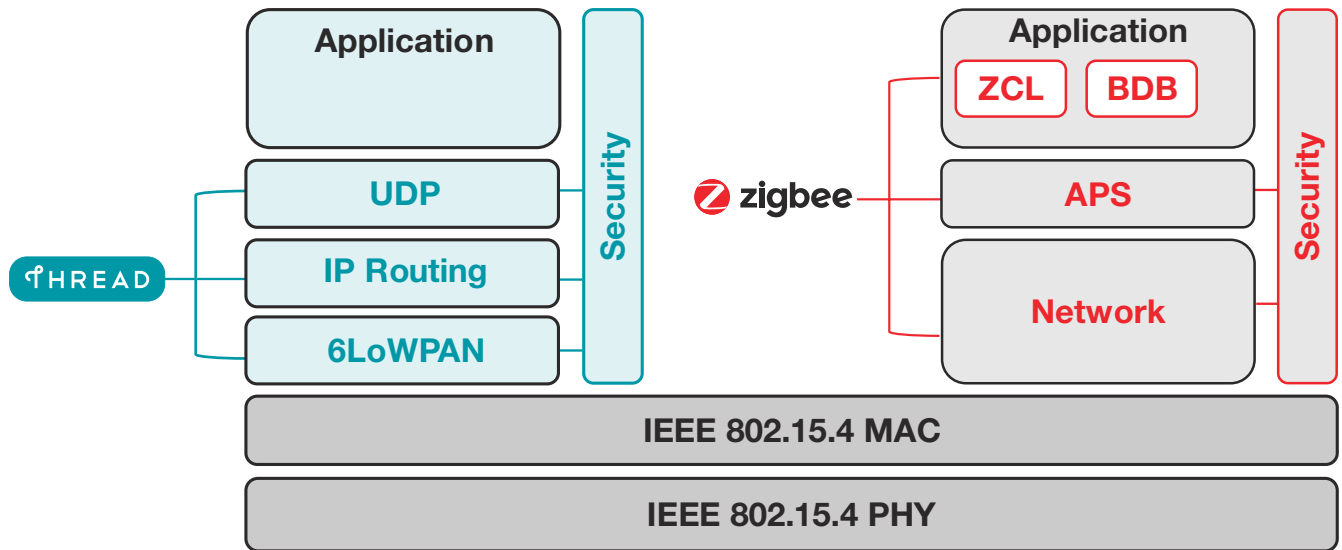 Application
UDP
IP Routing
6LoWPAN
Security
THREAD
zigbee
Application
ZCL
BDB
APS
Network
Security
IEEE 802.15.4 MAC
IEEE 802.15.4 PHY